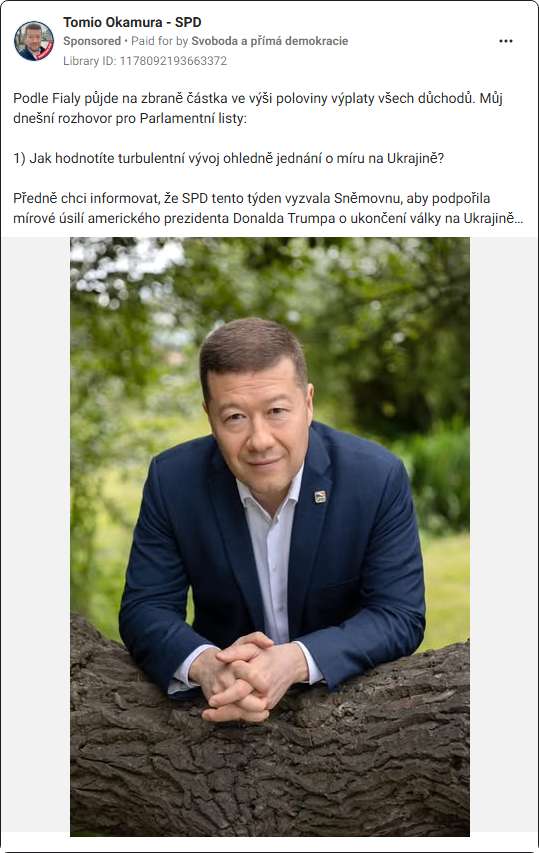 Tomio Okamura - SPD
Sponsored • Paid for by Svoboda a přímá demokracie
Library ID: 1178092193663372
Podle Fialy půjde na zbraně částka ve výši poloviny výplaty všech důchodů. Můj
dnešní rozhovor pro Parlamentní listy:
1) Jak hodnotíte turbulentní vývoj ohledně jednání o míru na Ukrajině?
Předně chci informovat, že SPD tento týden vyzvala Sněmovnu, aby podpořila
mírové úsilí amerického prezidenta Donalda Trumpa o ukončení války na Ukrajině...